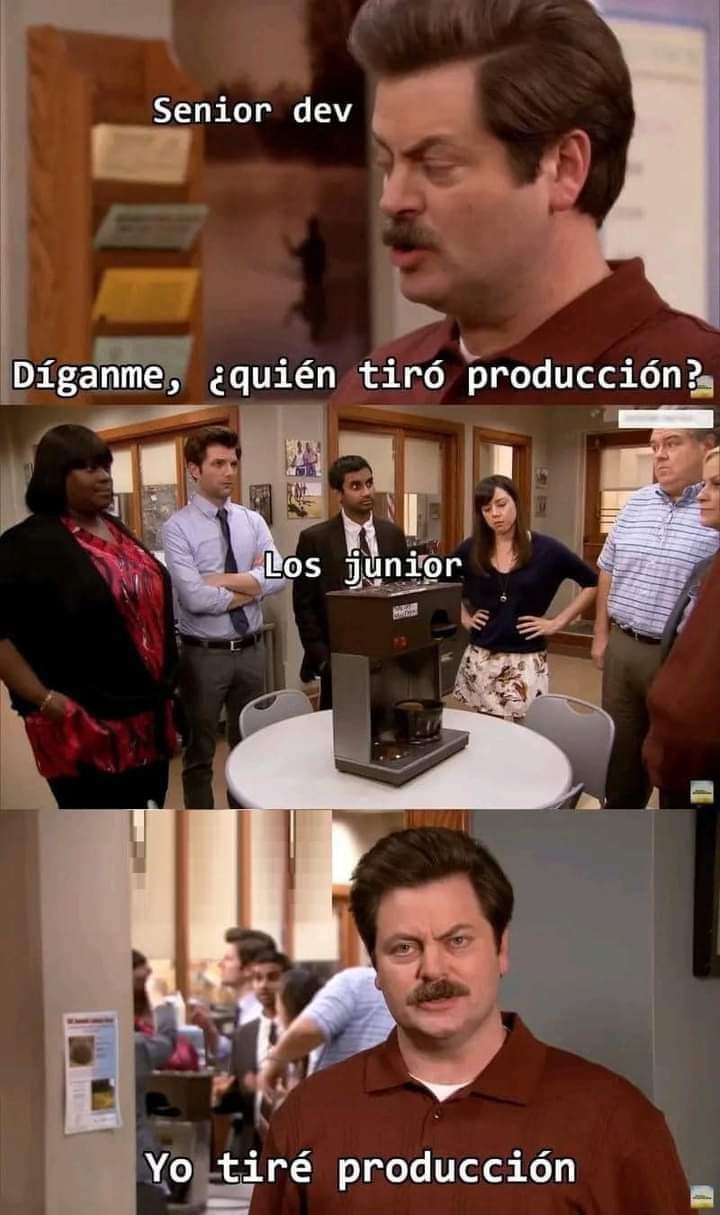 Senior dev
Díganme, ¿quién tiró producción?
Los junior
Yo tiré producción